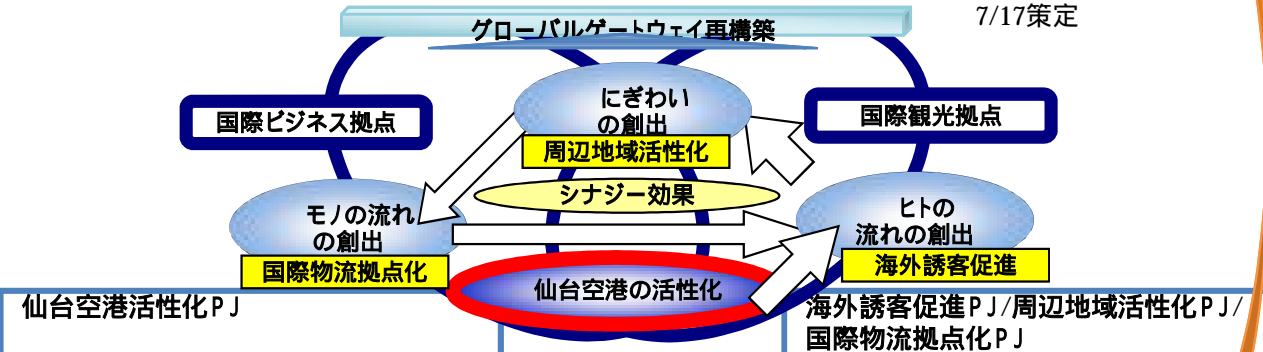 7/17策定
グローバルゲートウェイ再構築
にぎわい
の創出
周辺地域活性化
国際ビジネス拠点
国際観光拠点
シナジー効果
モノの流れ
の創出
国際物流拠点化
ヒトの
流れの創出
海外誘客促進
仙台空港の活性化
仙台空港活性化PJ
海外誘客促進PJ/周辺地域活性化PJ/
国際物流拠点化PJ